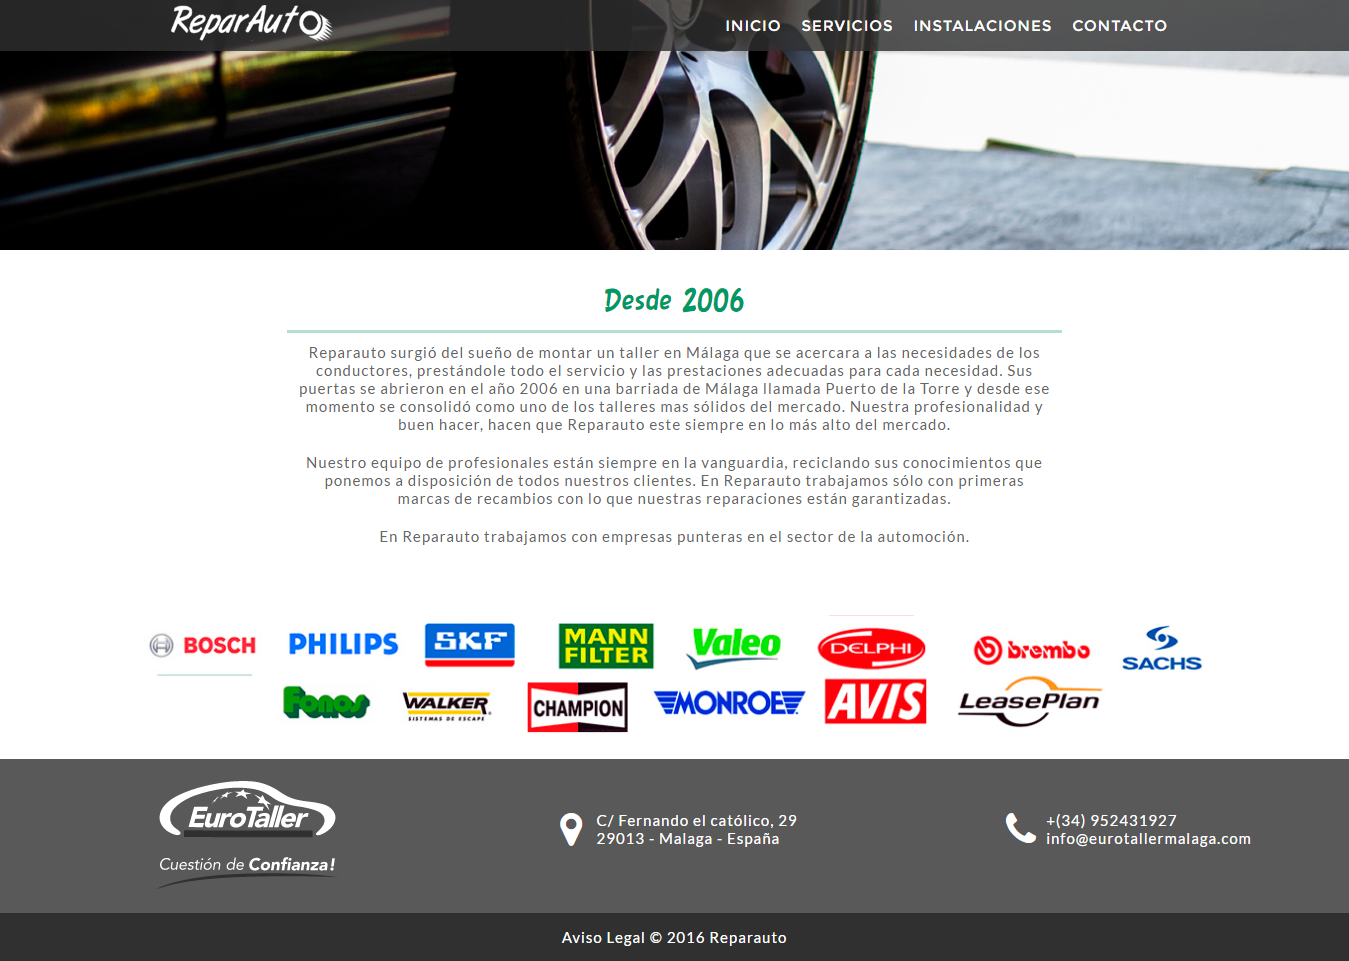 ReparAuto
INICIO SERVICIOS INSTALACIONES CONTACTO
Desde 2006
Reparauto surgió del sueño de montar un taller en Málaga que se acercara a las necesidades de los
conductores, prestándole todo el servicio y las prestaciones adecuadas para cada necesidad. Sus
puertas se abrieron en el año 2006 en una barriada de Málaga llamada Puerto de la Torre y desde ese
momento se consolidó como uno de los talleres mas sólidos del mercado. Nuestra profesionalidad y
buen hacer, hacen que Reparauto este siempre en lo más alto del mercado.
Nuestro equipo de profesionales están siempre en la vanguardia, reciclando sus conocimientos que
ponemos a disposición de todos nuestros clientes. En Reparauto trabajamos sólo con primeras
marcas de recambios con lo que nuestras reparaciones están garantizadas.
En Reparauto trabajamos con empresas punteras en el sector de la automoción.
BOSCH PHILIPS SKF MANN FILTER Valeo DELPHI brembo SACHS
Fonos WALKER SISTEMAS DE ESCAPE CHAMPION MONROE AVIS LeasePlan
EuroTaller
Cuestión de Confianza!
C/ Fernando el católico, 29
29013 - Malaga - España
+(34) 952431927
info@eurotallermalaga.com
Aviso Legal © 2016 Reparauto